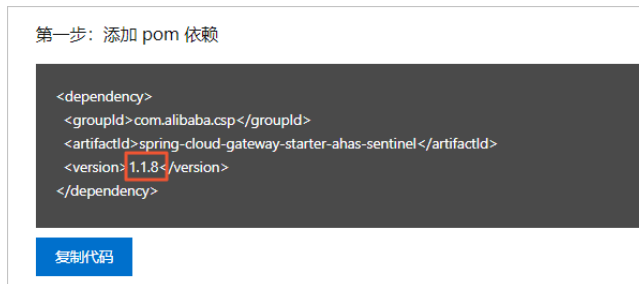 第一步：添加 pom 依赖
<dependency>
<groupId>com.alibaba.csp</groupId>
<artifactId>spring-cloud-gateway-starter-ahas-sentinel</artifactId>
<version>1.1.8</version>
</dependency>
复制代码